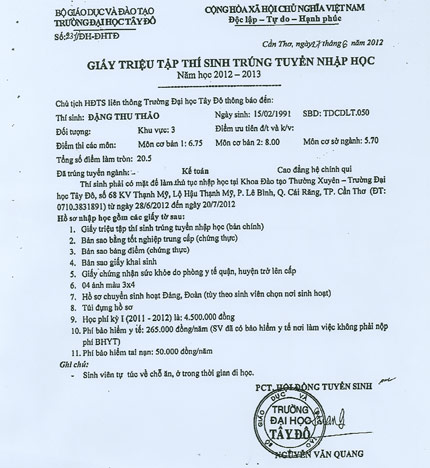 BỘ GIÁO DỤC VÀ ĐÀO TẠO
CỘNG HÒA XÃ HỘI CHỦ NGHĨA VIỆT NAM
TRƯỜNG ĐẠI HỌC TÂY ĐÔ
Độc lập - Tự do - Hạnh phúc
Số: /ĐH-ĐHTĐ
Cần Thơ, ngày 17 tháng 6 năm 2012
GIẤY TRIỆU TẬP THÍ SINH TRÚNG TUYỂN NHẬP HỌC
Năm học 2012 – 2013
Chủ tịch HĐTS liên thông Trường Đại học Tây Đô thông báo đến:
Thí sinh: ĐẶNG THU THẢO Ngày sinh: 15/02/1991 SBD: TDCDLT.050
Đối tượng: Khu vực: 3 Điểm ưu tiên đ/t và k/v:
Điểm thi các môn: Môn cơ bản 1: 6.75 Môn cơ bản 2: 8.00 Môn cơ sở ngành: 5.70
Tổng số điểm làm tròn: 20.5
Đã trúng tuyển ngành: Kế toán Cao đẳng hệ chính qui
Thí sinh phải có mặt để làm thủ tục nhập học tại Khoa Đào tạo Thường Xuyên – Trường Đại
học Tây Đô, số 68 KV Thạnh Mỹ, Lộ Hậu Thạnh Mỹ, P. Lê Bình, Q. Cái Răng, TP. Cần Thơ (ĐT:
0710.3831891) từ ngày 28/6/2012 đến ngày 20/7/2012
Hồ sơ nhập học gồm các giấy tờ sau:
1. Giấy triệu tập thí sinh trúng tuyển nhập học (bản chính)
2. Bản sao bằng tốt nghiệp trung cấp (chứng thực)
3. Bản sao bảng điểm (chứng thực)
4. Bản sao giấy khai sinh
5. Giấy chứng nhận sức khỏe do phòng y tế quận, huyện trở lên cấp
6. 04 ảnh màu 3x4
7. Hồ sơ chuyển sinh hoạt Đảng, Đoàn (tùy theo sinh viên chọn nơi sinh hoạt)
8. Túi đựng hồ sơ
9. Học phí kỳ I (2011 - 2012) là: 4.500.000 đồng
10. Phí bảo hiểm y tế: 265.000 đồng/năm (SV đã có bảo hiểm y tế nơi làm việc không phải nộp
phí BHYT)
11. Phí bảo hiểm tai nạn: 50.000 đồng/năm
Ghi chú:
- Sinh viên tự túc về chỗ ăn, ở trong thời gian đi học.
PCT. HỘI ĐỒNG TUYỂN SINH
BỘ GIÁO DỤC VÀ ĐÀO TẠO
TRƯỜNG
ĐẠI HỌC
TÂY ĐÔ
NGUYỄN VĂN QUANG